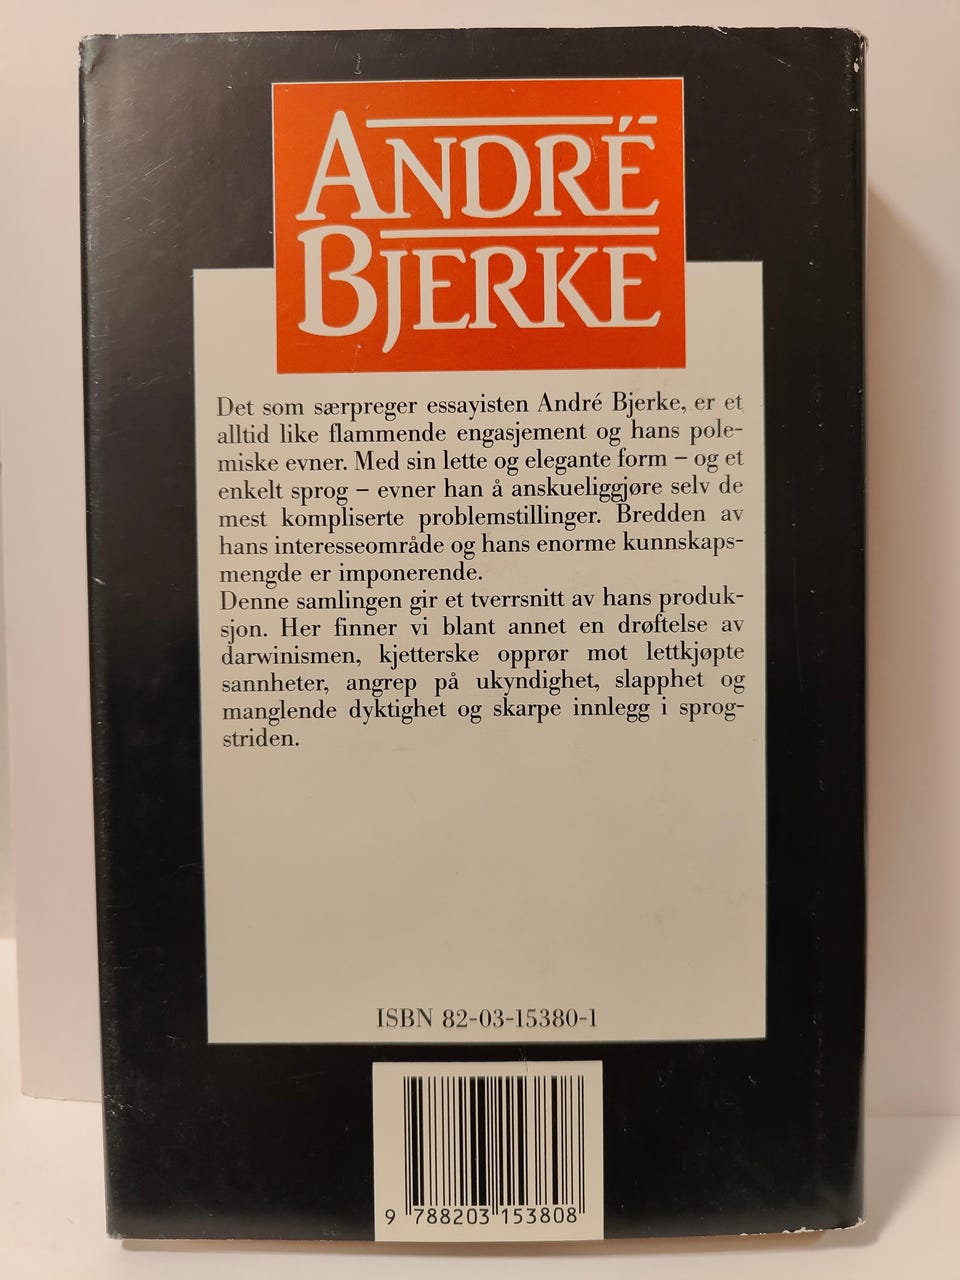 ANDRÉ
BJERKE
Det som særpreger essayisten André Bjerke, er et
alltid like flammende engasjement og hans pole-
miske evner. Med sin lette og elegante form – og et
enkelt sprog – evner han å anskueliggjøre selv de
mest kompliserte problemstillinger. Bredden av
hans interesseområde og hans enorme kunnskaps-
mengde er imponerende.
Denne samlingen gir et tverrsnitt av hans produk-
sjon. Her finner vi blant annet en drøftelse av
darwinismen, kjetterske opprør mot lettkjøpte
sannheter, angrep på ukyndighet, slapphet og
manglende dyktighet og skarpe innlegg i sprog-
striden.
ISBN 82-03-15380-1
9 788203 153808